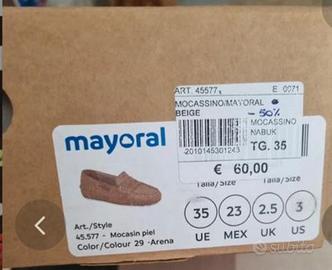 ART. 45577
E 0071
MOCASSINO/MAYORAL
BEIGE
- 50%
MOCASSINO
NABUK
TG. 35
2010145301243
€ 60,00
mayoral
Talla/Size
Talla/Size
35
23
2.5
3
UE
MEX
UK
US
Art./Style
45.577 - Mocasin piel
Color/Colour 29 -Arena
subito